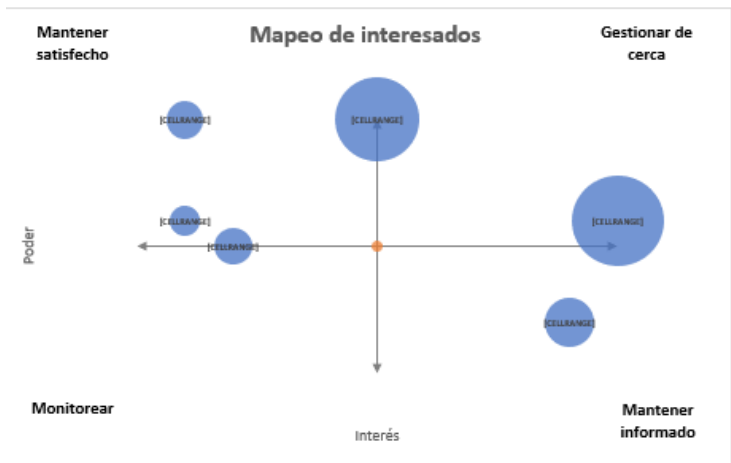 Mantener
satisfecho
Mapeo de interesados
Gestionar de
cerca
[CELLRANGE]
[CELLRANGE]
[CELLRANGE]
[CELLRANGE]
[CELLRANGE]
[CELLRANGE]
Poder
Monitorear
Interés
Mantener
informado